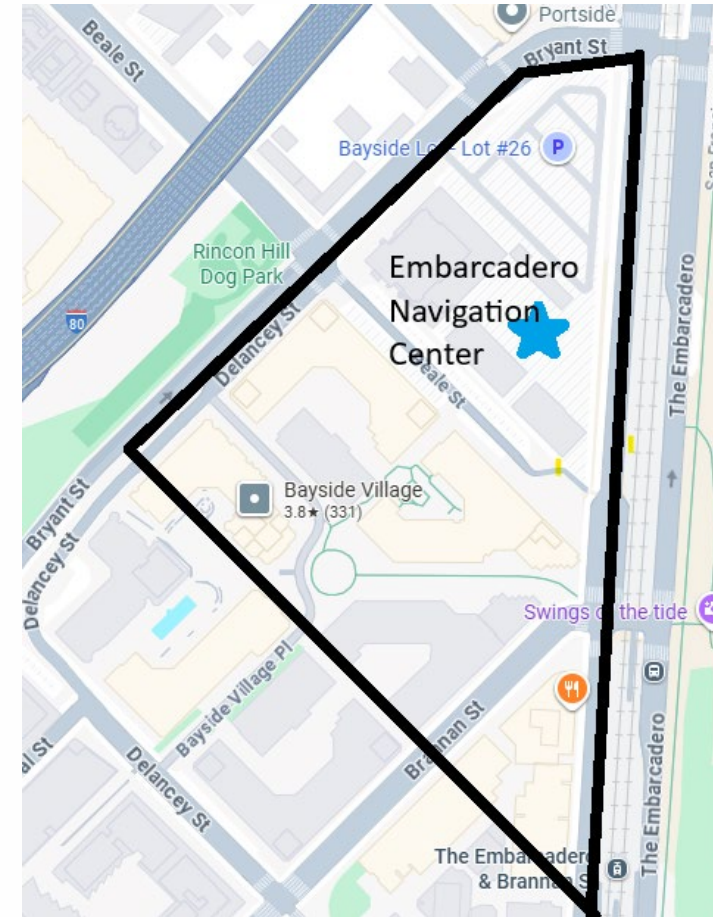 Portside
Beale St
Bryant St
Bayside Lot - Lot #26
P
San Franc
Rincon Hill
Dog Park
Embarcadero
Navigation
Center
80
Delancey St
Beale St
The Embarcadero
Bayside Village
3.8★ (331)
Bryant St
Delancey St
Swings of the tide
Bayside Village Pl
Brannan St
Delancey St
The Embarcadero
The Embarcadero
& Brannan St